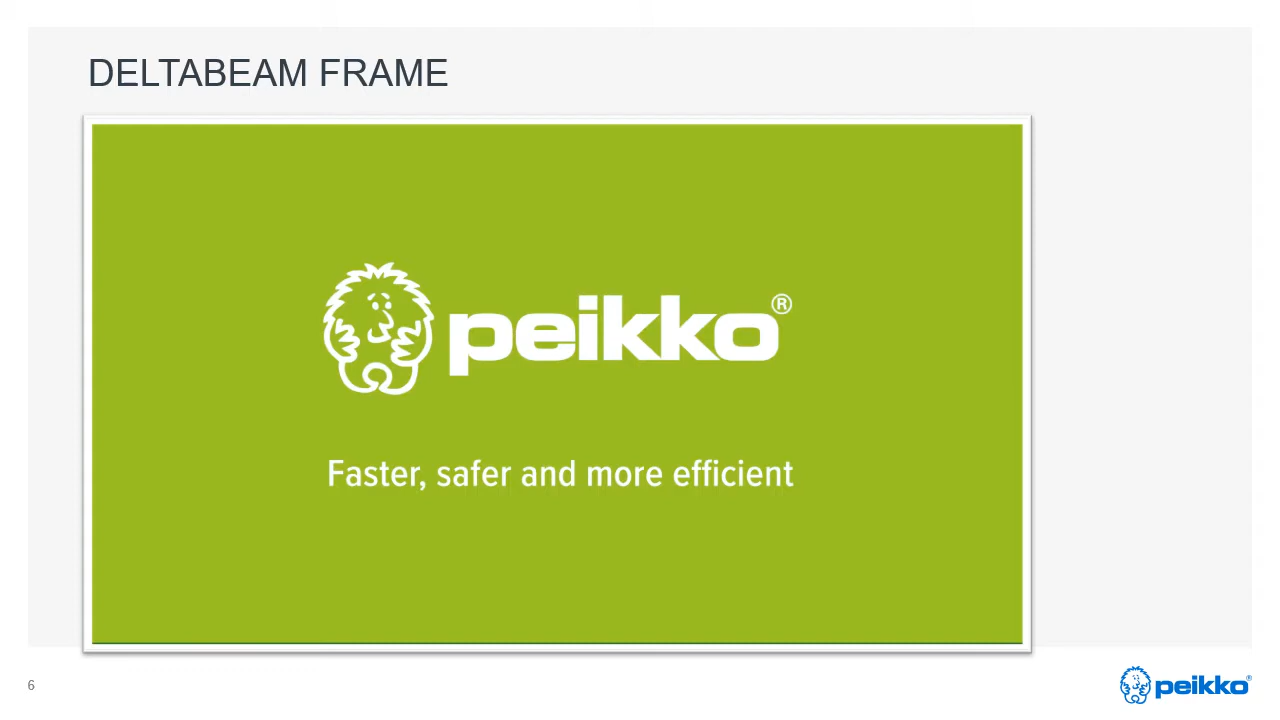 DELTABEAM FRAME
peikko®
Faster, safer and more efficient
6
peikko®